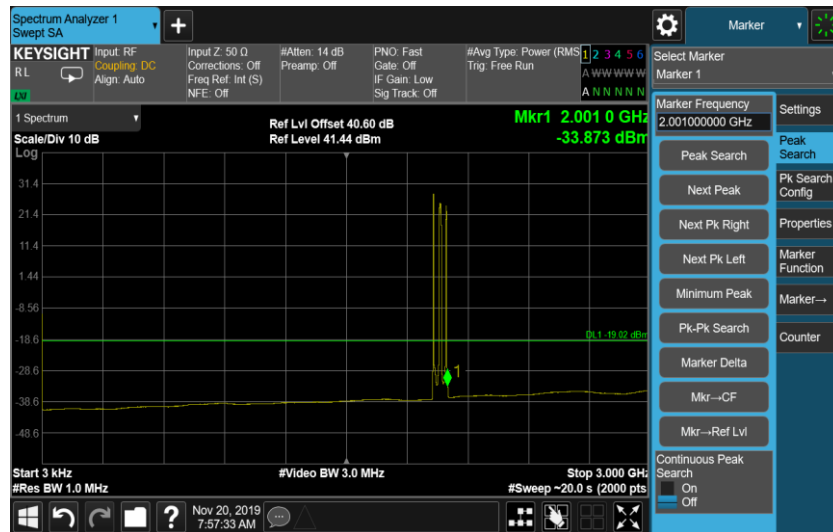 Spectrum Analyzer 1
Swept SA
Marker
KEYSIGHT
RL
LXI
Input: RF
Coupling: DC
Align: Auto
Input Z: 50 Ω
Corrections: Off
Freq Ref: Int (S)
NFE: Off
#Atten: 14 dB
Preamp: Off
PNO: Fast
Gate: Off
IF Gain: Low
Sig Track: Off
#Avg Type: Power (RMS
Trig: Free Run
1 2 3 4 5 6
A W W W W W
A N N N N N
1 Spectrum
Scale/Div 10 dB
Log
Ref Lvl Offset 40.60 dB
Ref Level 41.44 dBm
Mkr1 2.001 0 GHz
-33.873 dBm
31.4
21.4
11.4
1.44
-8.56
-18.6
-28.6
-38.6
-48.6
DL1 -19.02 dBm
1
Start 3 kHz
#Res BW 1.0 MHz
#Video BW 3.0 MHz
Stop 3.000 GHz
#Sweep ~20.0 s (2000 pts
Nov 20, 2019
7:57:33 AM
Select Marker
Marker 1
Marker Frequency
2.001000000 GHz
Peak Search
Next Peak
Next Pk Right
Next Pk Left
Minimum Peak
Pk-Pk Search
Marker Delta
Mkr→CF
Mkr→Ref Lvl
Continuous Peak
Search
On
Off
Settings
Peak
Search
Pk Search
Config
Properties
Marker
Function
Marker→
Counter